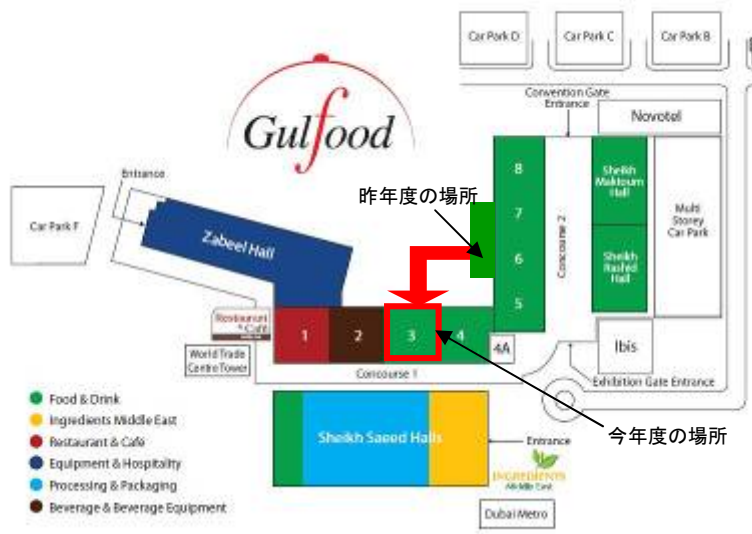 Car Park D
Car Park C
Car Park B
Convention Gate
Entrance
Novotel
Gulfood
Entrance
昨年度の場所
8
7
6
5
Sheikh
Maktoum
Hall
Sheikh
Rashid
Hall
Multi
Storey
Car Park
Concourse 2
Car Park F
Zabeel Hall
Restaurant
& Café
1
2
3
4
4A
Ibis
World Trade
Centre Tower
Concourse 1
Exhibition Gate Entrance
今年度の場所
Food & Drink
Ingredients Middle East
Restaurant & Café
Equipment & Hospitality
Processing & Packaging
Beverage & Beverage Equipment
Sheikh Saeed Halls
Entrance
INGREDIENTS
Middle East
Dubai Metro